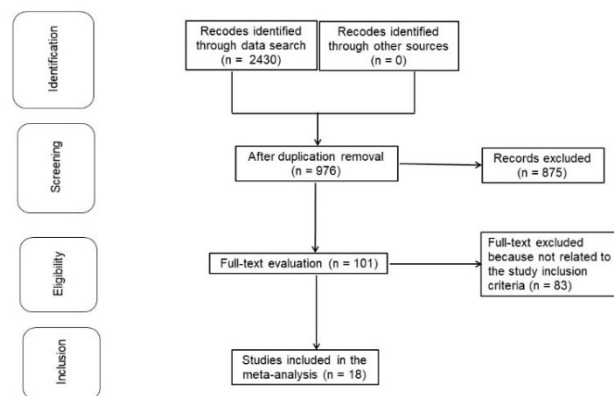 Identification
Recodes identified
through data search
(n = 2430)
Recodes identified
through other sources
(n = 0)
Screening
After duplication removal
(n = 976)
Records excluded
(n = 875)
Eligibility
Full-text evaluation (n = 101)
Full-text excluded
because not related to
the study inclusion
criteria (n = 83)
Inclusion
Studies included in the
meta-analysis (n = 18)